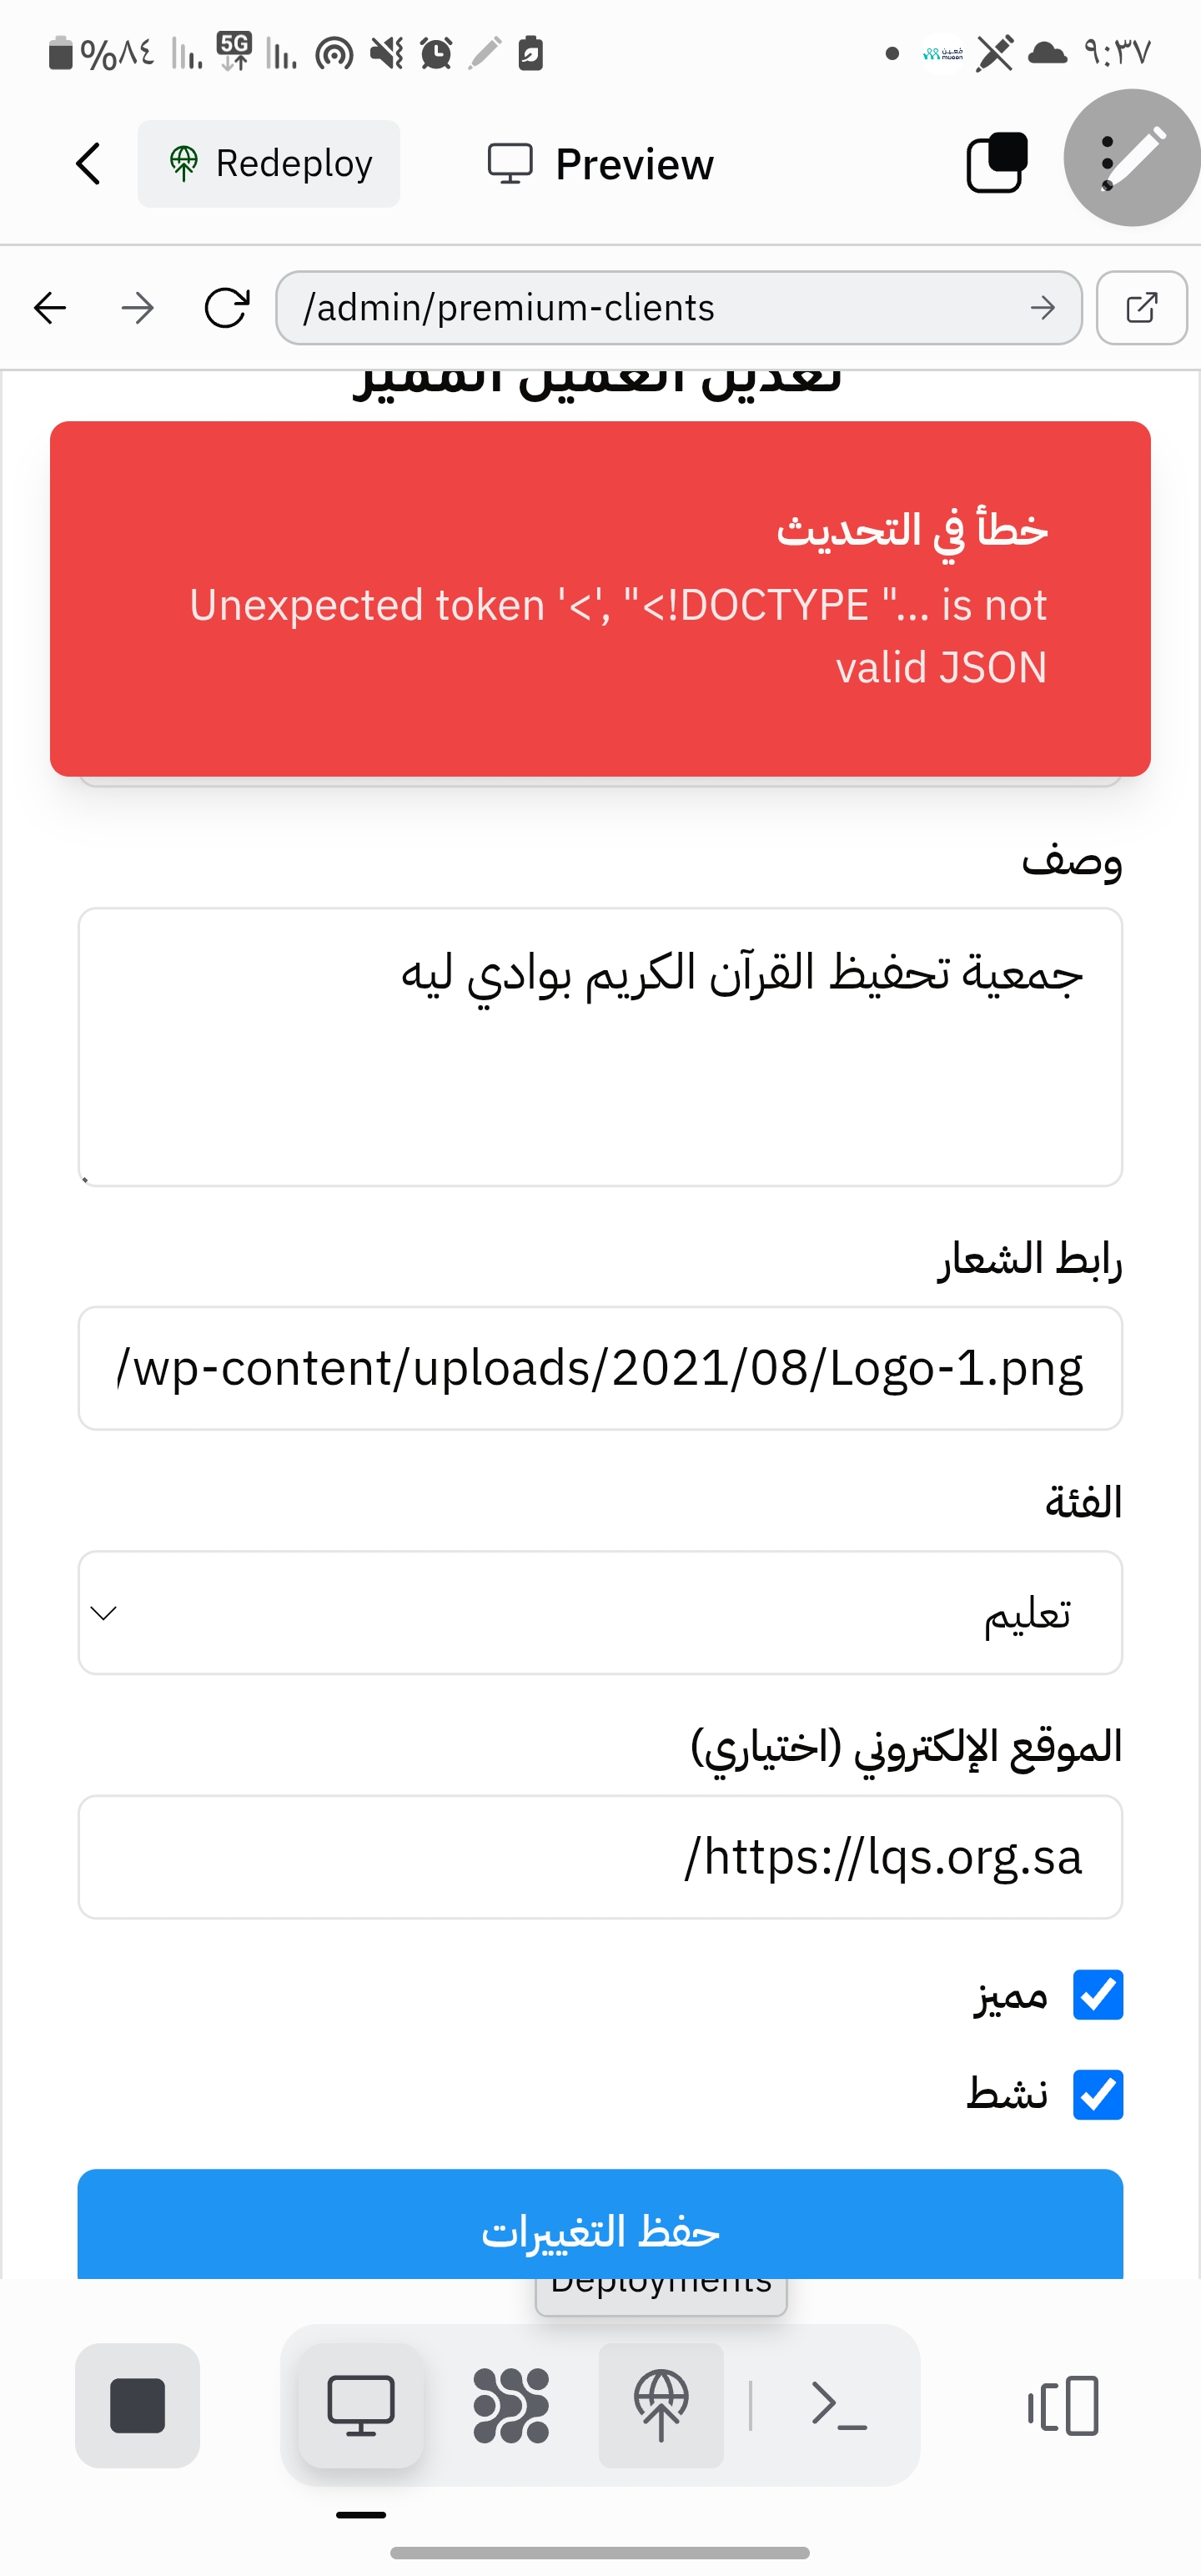 %٨٤
5G
معين
mueen
٩:٣٧
Redeploy
Preview
/admin/premium-clients
تعديل العميل المميز
خطأ في التحديث
Unexpected token '<', "<!DOCTYPE "... is not
valid JSON
وصف
جمعية تحفيظ القرآن الكريم بوادي ليه
رابط الشعار
/wp-content/uploads/2021/08/Logo-1.png
الفئة
تعليم
الموقع الإلكتروني (اختياري)
/https://lqs.org.sa
مميز
نشط
حفظ التغييرات
Deployments